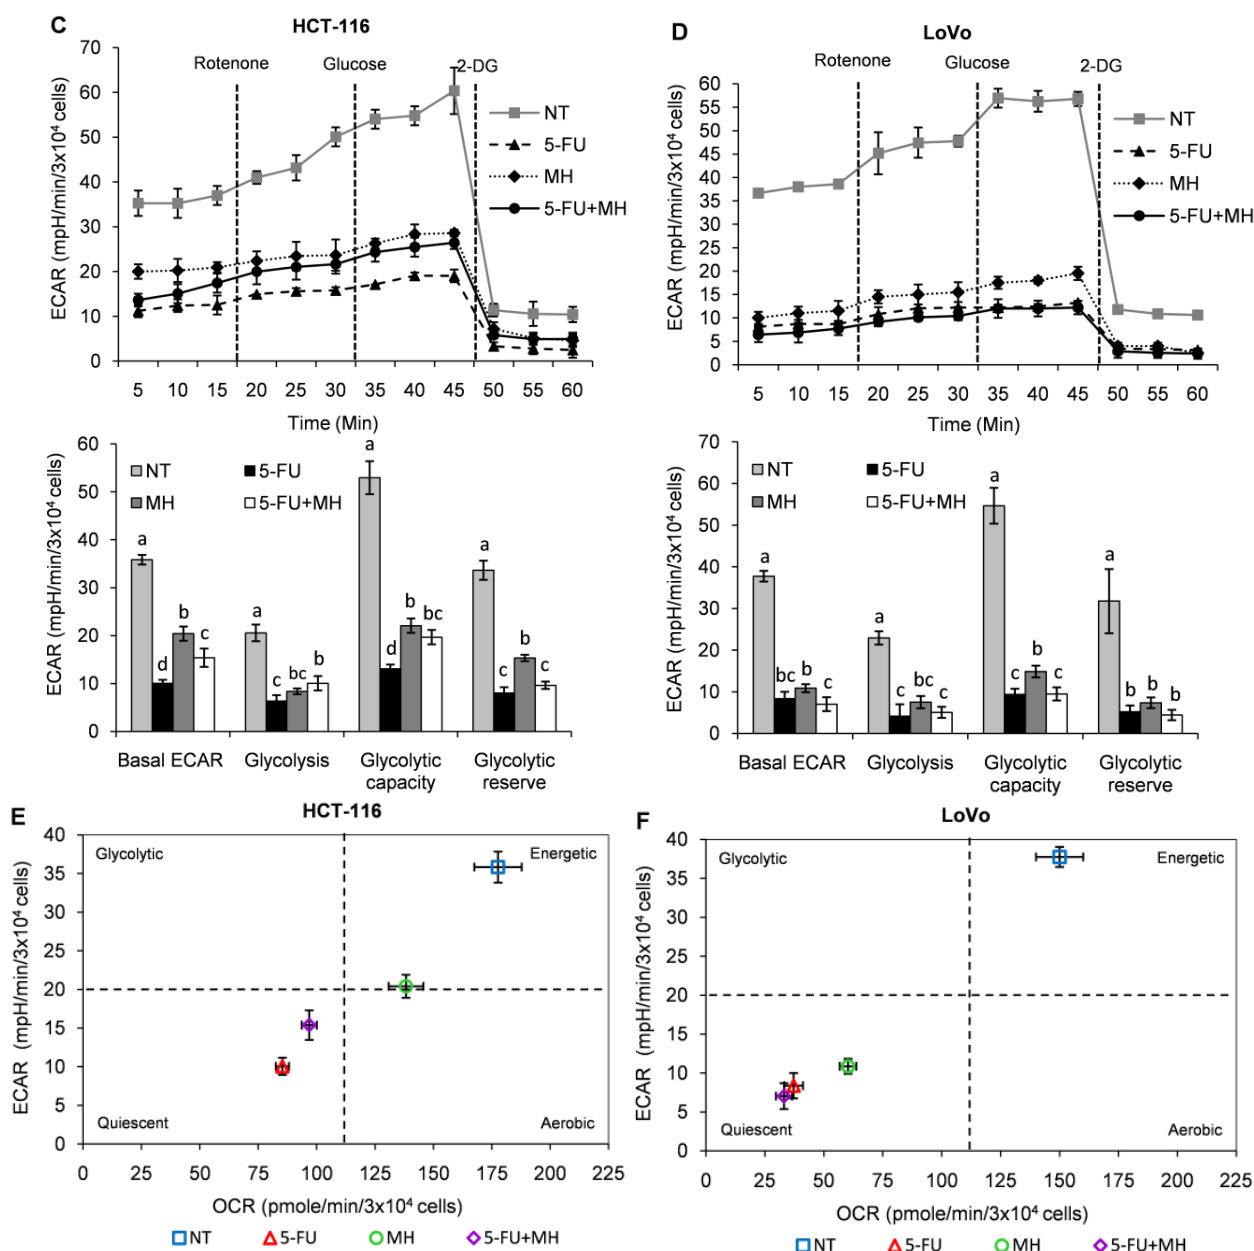 C
HCT-116
ECAR (mpH/min/3x10⁴ cells)
70
60
50
40
30
20
10
0
Rotenone
Glucose
2-DG
NT
5-FU
MH
5-FU+MH
5 10 15 20 25 30 35 40 45 50 55 60
Time (Min)
D
LoVo
ECAR (mpH/min/3x10⁴ cells)
60
55
50
45
40
35
30
25
20
15
10
5
0
Rotenone
Glucose
2-DG
NT
5-FU
MH
5-FU+MH
5 10 15 20 25 30 35 40 45 50 55 60
Time (Min)
ECAR (mpH/min/3x10⁴ cells)
60
50
40
30
20
10
0
NT 5-FU
MH 5-FU+MH
a d b c
a c bc b
a d b bc
a c b c
Basal ECAR
Glycolysis
Glycolytic capacity
Glycolytic reserve
ECAR (mpH/min/3x10⁴ cells)
70
60
50
40
30
20
10
0
NT 5-FU
MH 5-FU+MH
a bc b c
a c bc c
a c b c
a b b b
Basal ECAR
Glycolysis
Glycolytic capacity
Glycolytic reserve
E
HCT-116
ECAR (mpH/min/3x10⁴ cells)
40
35
30
25
20
15
10
5
0
Glycolytic
Energetic
Quiescent
Aerobic
0 25 50 75 100 125 150 175 200 225
OCR (pmole/min/3x10⁴ cells)
NT 5-FU MH 5-FU+MH
F
LoVo
ECAR (mpH/min/3x10⁴ cells)
40
35
30
25
20
15
10
5
0
Glycolytic
Energetic
Quiescent
Aerobic
0 25 50 75 100 125 150 175 200 225
OCR (pmole/min/3x10⁴ cells)
NT 5-FU MH 5-FU+MH